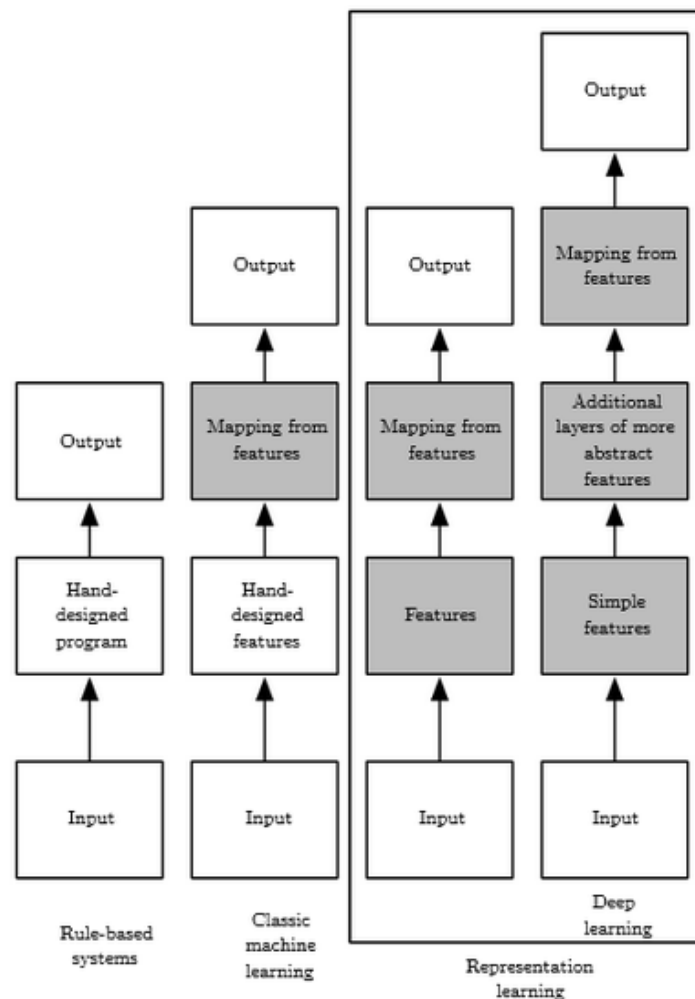 Output
Output
Output
Mapping from
features
Output
Mapping from
features
Mapping from
features
Additional
layers of more
abstract
features
Hand-
designed
program
Hand-
designed
features
Features
Simple
features
Input
Input
Input
Input
Rule-based
systems
Classic
machine
learning
Deep
learning
Representation
learning